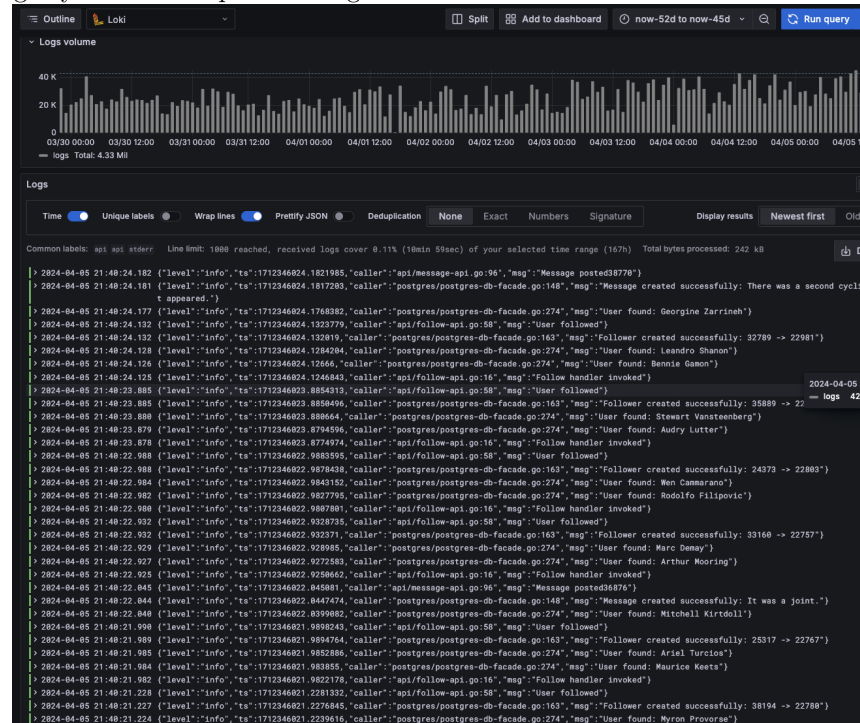 Outline
Loki
Split
Add to dashboard
now-52d to now-45d
Run query
Logs volume
40 K
20 K
0
03/30 00:00 03/30 12:00 03/31 00:00 03/31 12:00 04/01 00:00 04/01 12:00 04/02 00:00 04/02 12:00 04/03 00:00 04/03 12:00 04/04 00:00 04/04 12:00 04/05 00:00 04/05
logs Total: 4.33 Mil
Logs
Time Unique labels Wrap lines Prettify JSON Deduplication None Exact Numbers Signature Display results Newest first Old
Common labels: api api stderr Line limit: 1000 reached, received logs cover 0.11% (10min 59sec) of your selected time range (167h) Total bytes processed: 242 kB
> 2024-04-05 21:40:24.182 {"level":"info","ts":1712346024.1821985,"caller":"api/message-api.go:96","msg":"Message posted38770"}
> 2024-04-05 21:40:24.181 {"level":"info","ts":1712346024.1817203,"caller":"postgres/postgres-db-facade.go:148","msg":"Message created successfully: There was a second cycli
t appeared."}
> 2024-04-05 21:40:24.177 {"level":"info","ts":1712346024.1768382,"caller":"postgres/postgres-db-facade.go:274","msg":"User found: Georgine Zarrineh"}
> 2024-04-05 21:40:24.132 {"level":"info","ts":1712346024.1323779,"caller":"api/follow-api.go:58","msg":"User followed"}
> 2024-04-05 21:40:24.132 {"level":"info","ts":1712346024.132019,"caller":"postgres/postgres-db-facade.go:163","msg":"Follower created successfully: 32789 -> 22981"}
> 2024-04-05 21:40:24.128 {"level":"info","ts":1712346024.1284204,"caller":"postgres/postgres-db-facade.go:274","msg":"User found: Leandro Shanon"}
> 2024-04-05 21:40:24.126 {"level":"info","ts":1712346024.12666,"caller":"postgres/postgres-db-facade.go:274","msg":"User found: Bennie Gamon"}
> 2024-04-05 21:40:24.125 {"level":"info","ts":1712346024.1246843,"caller":"api/follow-api.go:16","msg":"Follow handler invoked"}
2024-04-05
> 2024-04-05 21:40:23.885 {"level":"info","ts":1712346023.8854313,"caller":"api/follow-api.go:58","msg":"User followed"}
logs 42
> 2024-04-05 21:40:23.885 {"level":"info","ts":1712346023.8850496,"caller":"postgres/postgres-db-facade.go:163","msg":"Follower created successfully: 35889 -> 22
> 2024-04-05 21:40:23.880 {"level":"info","ts":1712346023.880664,"caller":"postgres/postgres-db-facade.go:274","msg":"User found: Stewart Vansteenberg"}
> 2024-04-05 21:40:23.879 {"level":"info","ts":1712346023.8794596,"caller":"postgres/postgres-db-facade.go:274","msg":"User found: Audry Lutter"}
> 2024-04-05 21:40:23.878 {"level":"info","ts":1712346023.8774974,"caller":"api/follow-api.go:16","msg":"Follow handler invoked"}
> 2024-04-05 21:40:22.988 {"level":"info","ts":1712346022.9883595,"caller":"api/follow-api.go:58","msg":"User followed"}
> 2024-04-05 21:40:22.988 {"level":"info","ts":1712346022.9878438,"caller":"postgres/postgres-db-facade.go:163","msg":"Follower created successfully: 24373 -> 22803"}
> 2024-04-05 21:40:22.984 {"level":"info","ts":1712346022.9843152,"caller":"postgres/postgres-db-facade.go:274","msg":"User found: Wen Cammarano"}
> 2024-04-05 21:40:22.982 {"level":"info","ts":1712346022.9827795,"caller":"postgres/postgres-db-facade.go:274","msg":"User found: Rodolfo Filipovic"}
> 2024-04-05 21:40:22.980 {"level":"info","ts":1712346022.9807801,"caller":"api/follow-api.go:16","msg":"Follow handler invoked"}
> 2024-04-05 21:40:22.932 {"level":"info","ts":1712346022.9328735,"caller":"api/follow-api.go:58","msg":"User followed"}
> 2024-04-05 21:40:22.932 {"level":"info","ts":1712346022.932371,"caller":"postgres/postgres-db-facade.go:163","msg":"Follower created successfully: 33160 -> 22757"}
> 2024-04-05 21:40:22.929 {"level":"info","ts":1712346022.928985,"caller":"postgres/postgres-db-facade.go:274","msg":"User found: Marc Demay"}
> 2024-04-05 21:40:22.927 {"level":"info","ts":1712346022.9272583,"caller":"postgres/postgres-db-facade.go:274","msg":"User found: Arthur Mooring"}
> 2024-04-05 21:40:22.925 {"level":"info","ts":1712346022.9250662,"caller":"api/follow-api.go:16","msg":"Follow handler invoked"}
> 2024-04-05 21:40:22.045 {"level":"info","ts":1712346022.045081,"caller":"api/message-api.go:96","msg":"Message posted36876"}
> 2024-04-05 21:40:22.044 {"level":"info","ts":1712346022.0447474,"caller":"postgres/postgres-db-facade.go:148","msg":"Message created successfully: It was a joint."}
> 2024-04-05 21:40:22.040 {"level":"info","ts":1712346022.0399082,"caller":"postgres/postgres-db-facade.go:274","msg":"User found: Mitchell Kirtdoll"}
> 2024-04-05 21:40:21.990 {"level":"info","ts":1712346021.9898243,"caller":"api/follow-api.go:58","msg":"User followed"}
> 2024-04-05 21:40:21.989 {"level":"info","ts":1712346021.9894764,"caller":"postgres/postgres-db-facade.go:163","msg":"Follower created successfully: 25317 -> 22767"}
> 2024-04-05 21:40:21.985 {"level":"info","ts":1712346021.9852886,"caller":"postgres/postgres-db-facade.go:274","msg":"User found: Ariel Turcios"}
> 2024-04-05 21:40:21.984 {"level":"info","ts":1712346021.983855,"caller":"postgres/postgres-db-facade.go:274","msg":"User found: Maurice Keets"}
> 2024-04-05 21:40:21.982 {"level":"info","ts":1712346021.9822178,"caller":"api/follow-api.go:16","msg":"Follow handler invoked"}
> 2024-04-05 21:40:21.228 {"level":"info","ts":1712346021.2281332,"caller":"api/follow-api.go:58","msg":"User followed"}
> 2024-04-05 21:40:21.227 {"level":"info","ts":1712346021.2276845,"caller":"postgres/postgres-db-facade.go:163","msg":"Follower created successfully: 38194 -> 22780"}
> 2024-04-05 21:40:21.224 {"level":"info","ts":1712346021.2239616,"caller":"postgres/postgres-db-facade.go:274","msg":"User found: Myron Provorse"}